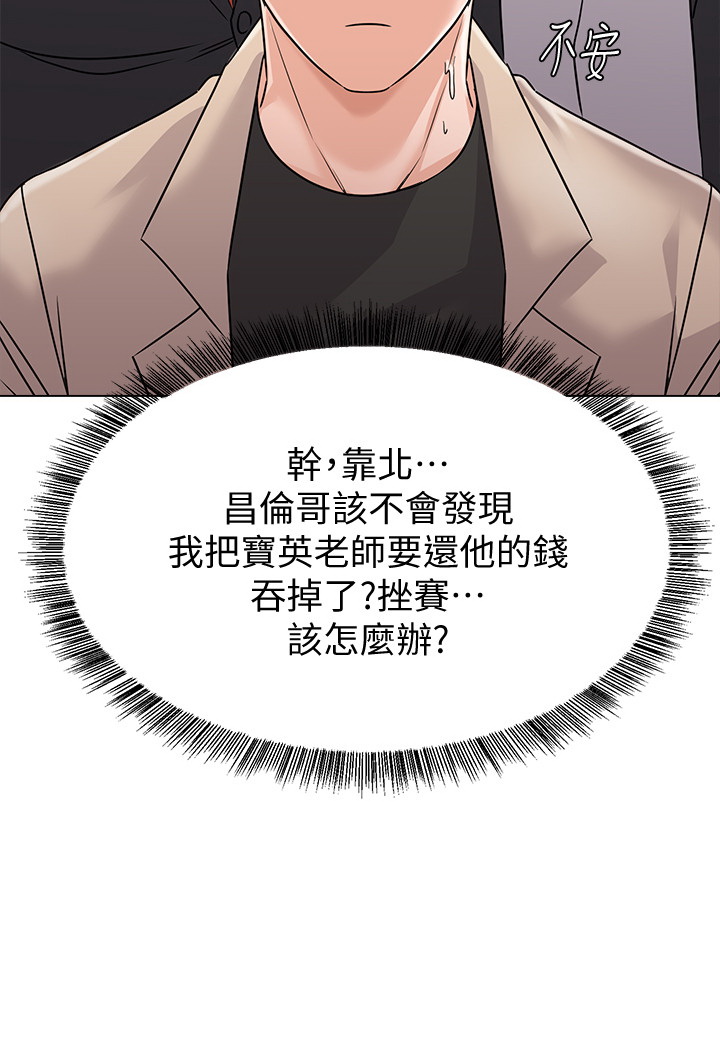 不安
幹，靠北…
昌倫哥該不會發現
我把寶英老師要還他的錢
吞掉了?挫賽…
該怎麼辦?